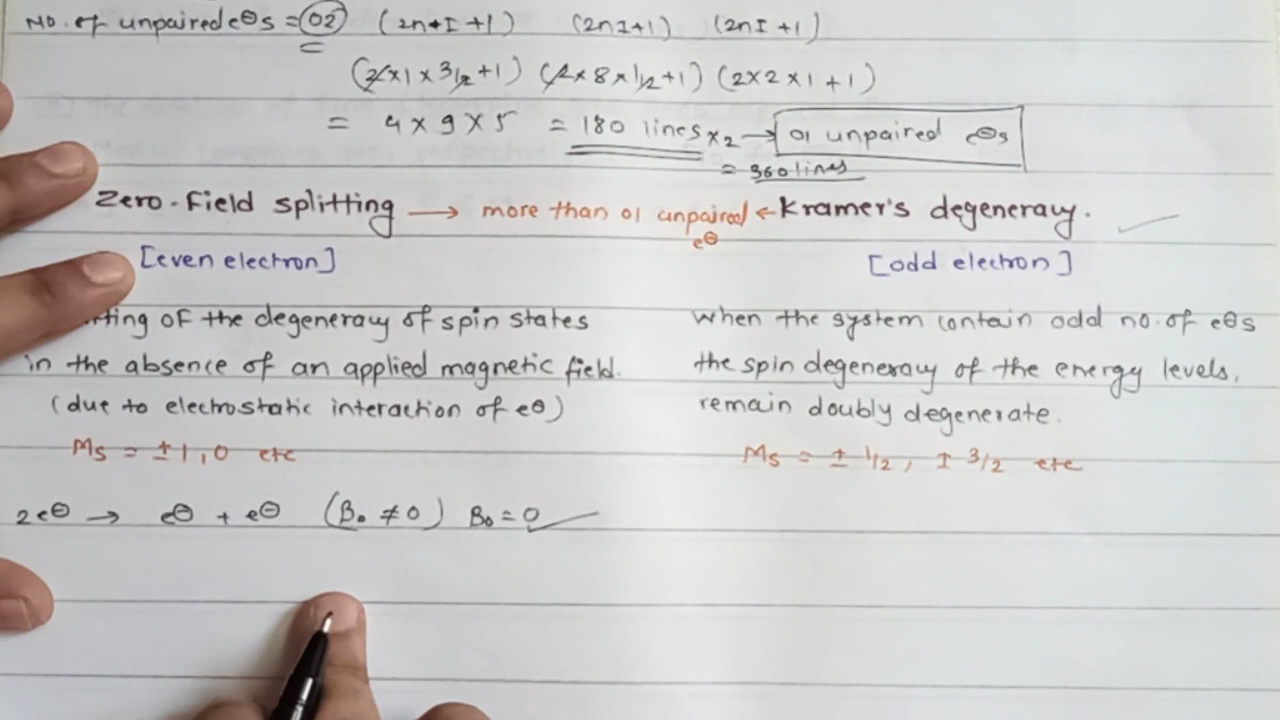 No. of unpaired e⊖s = 02 (2n+I +1) (2nI+1) (2nI +1)
(2×1×3/2+1) (2×8×1/2+1) (2×2×1+1)
= 4×9×5 = 180 lines ×2 → 01 unpaired e⊖s
= 360 lines
Zero-Field splitting → more than 01 unpaired e⊖ ← Kramer's degeneracy.
[even electron] [odd electron]
tting of the degeneracy of spin states
in the absence of an applied magnetic field.
(due to electrostatic interaction of e⊖)
Ms = ±1, 0 etc
When the system contain odd no. of e⊖s
the spin degeneracy of the energy levels,
remain doubly degenerate.
Ms = ± 1/2, ± 3/2 etc
2e⊖ → e⊖ + e⊖ (B₀ ≠ 0) B₀ = 0